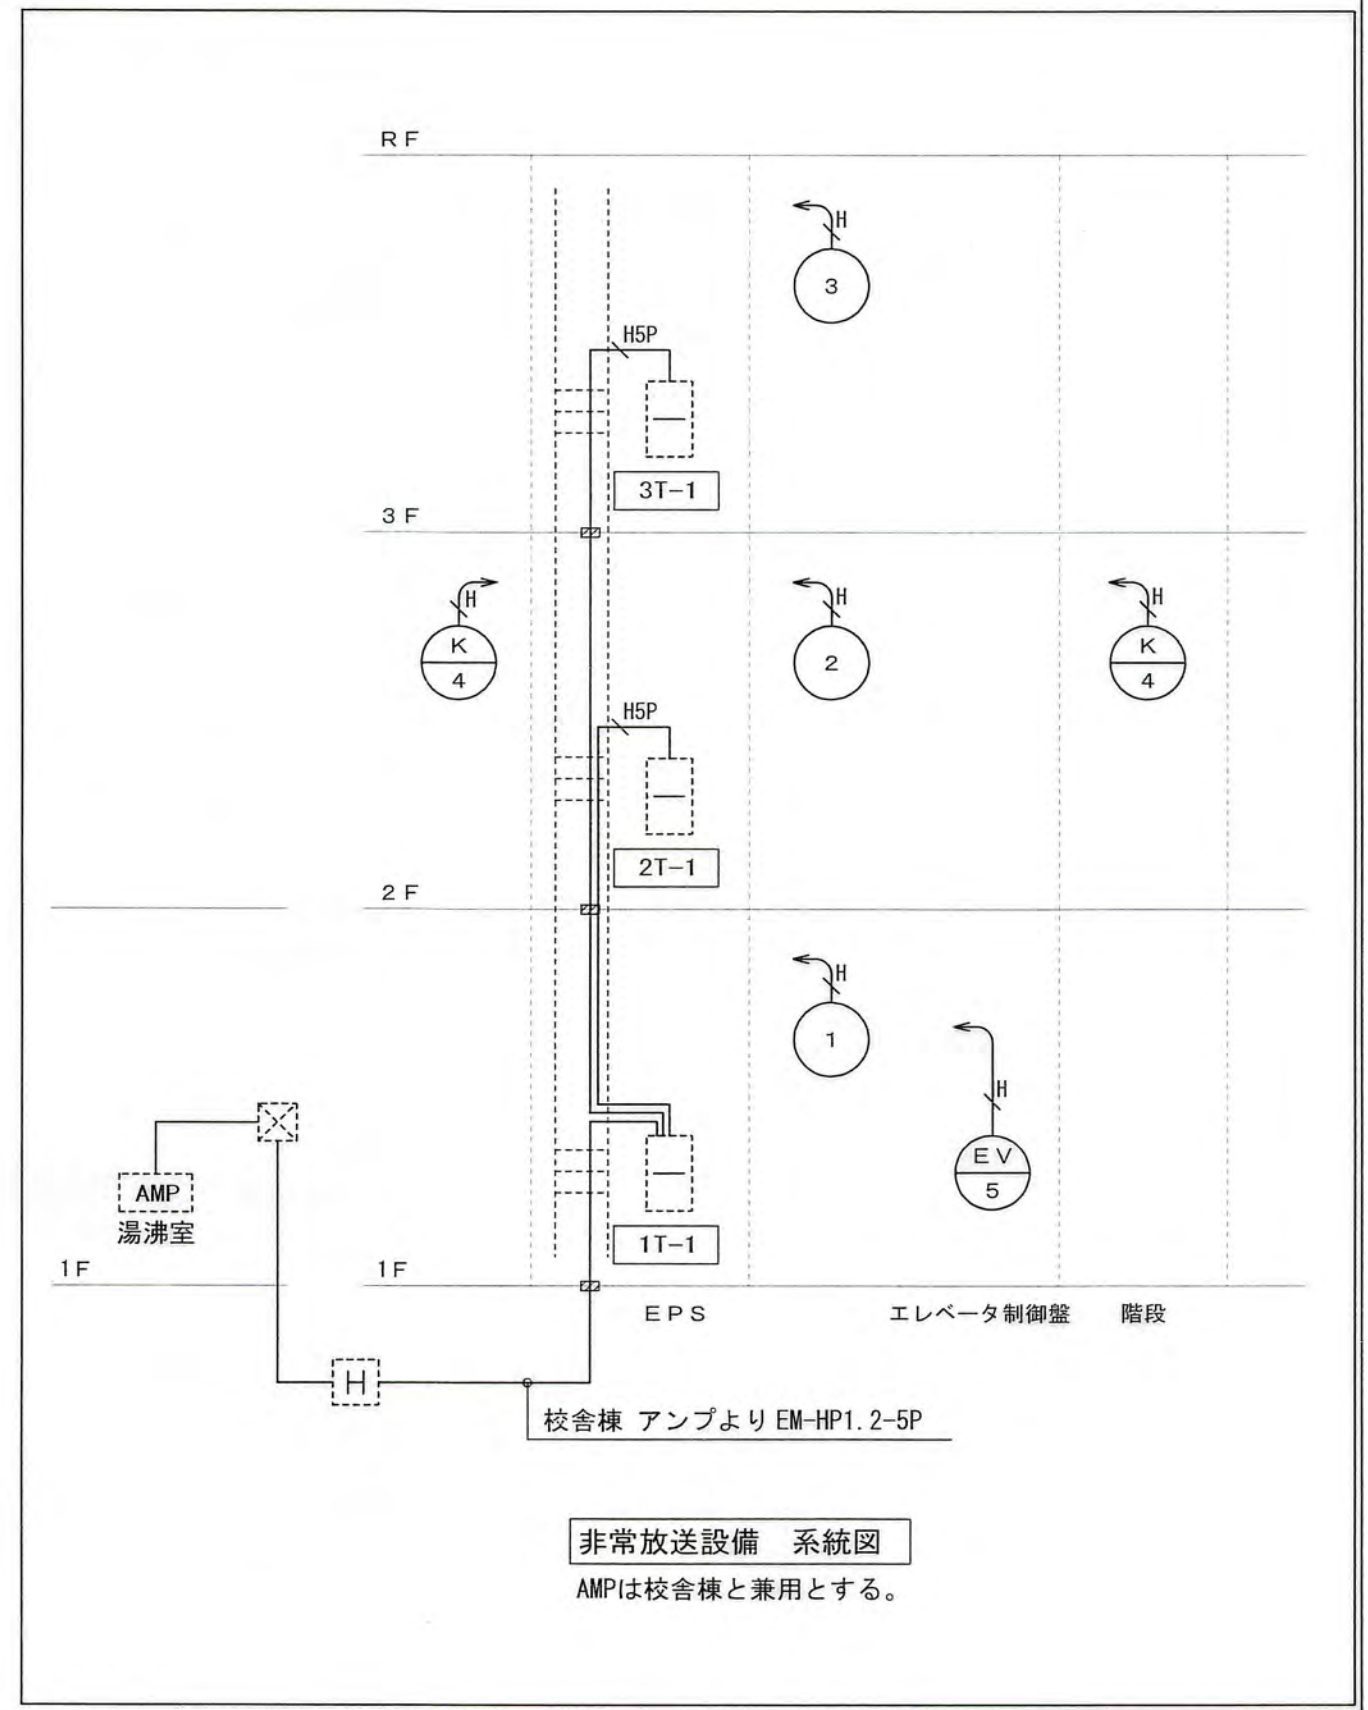 RF
H
3
H5P
3T-1
3F
H
K
4
H
2
H
K
4
H5P
2T-1
2F
H
1
H
EV
5
AMP
湯沸室
1T-1
1F
1F
EPS
エレベータ制御盤
階段
H
校舎棟 アンプより EM-HP1.2-5P
非常放送設備 系統図
AMPは校舎棟と兼用とする。